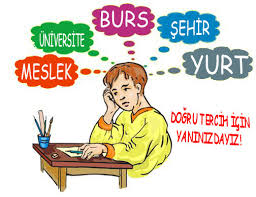 BURS
ÜNİVERSİTE
ŞEHİR
MESLEK
YURT
DOĞRU TERCİH İÇİN
YANINIZDAYIZ!